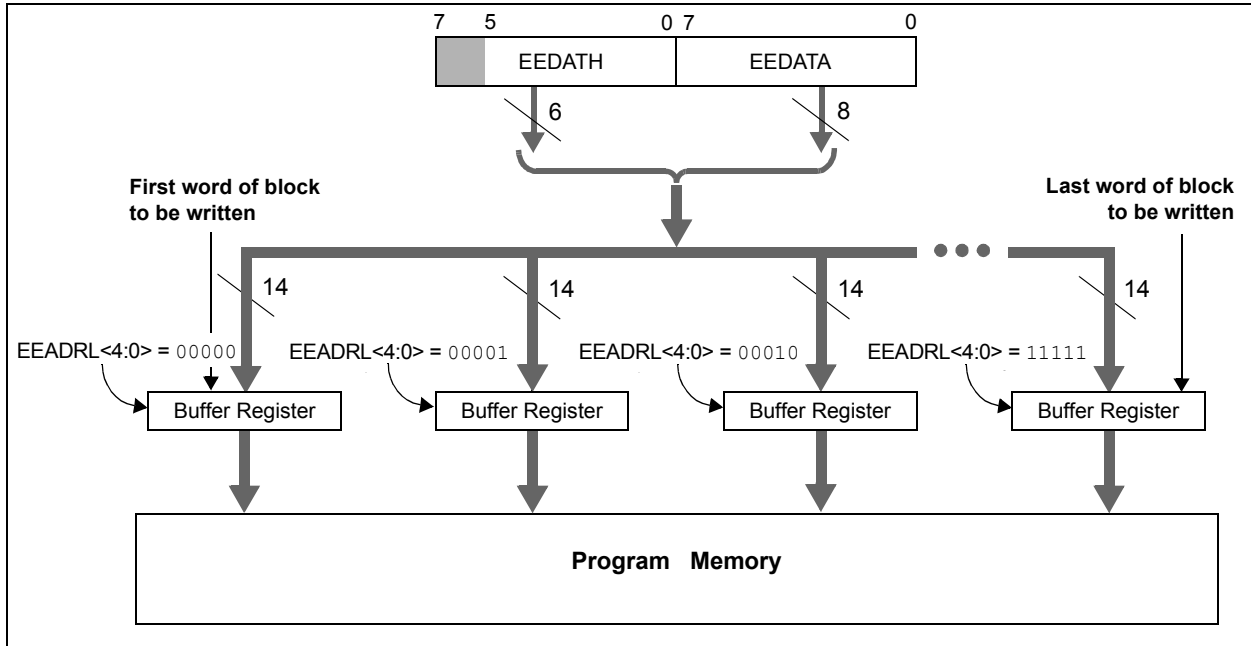 7 5 0 7 0
EEDATH EEDATA
6 8
First word of block
to be written
Last word of block
to be written
14 14 14 14
EEADRL<4:0> = 00000 EEADRL<4:0> = 00001 EEADRL<4:0> = 00010 EEADRL<4:0> = 11111
Buffer Register Buffer Register Buffer Register Buffer Register
Program Memory